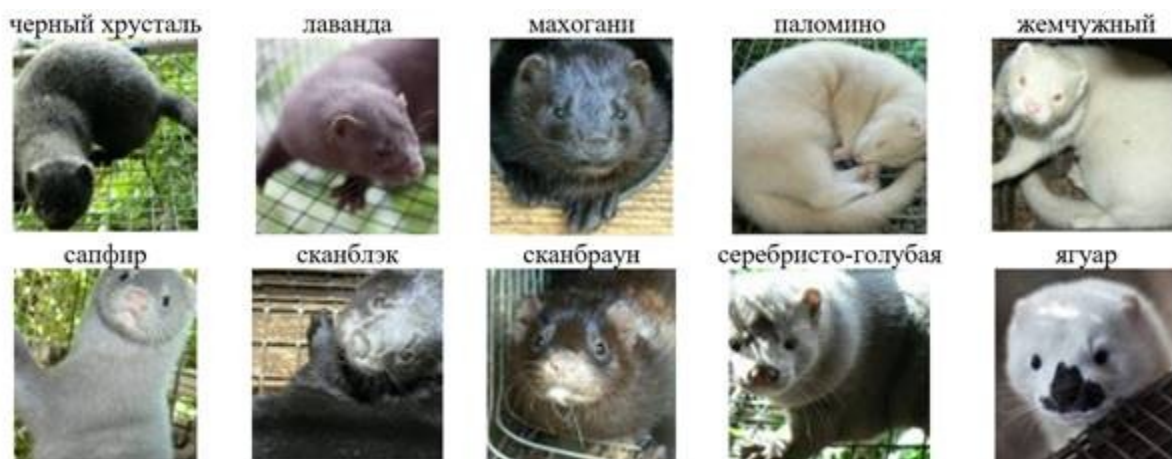 черный хрусталь лаванда махогани паломино жемчужный
сапфир сканблэк сканбраун серебристо-голубая ягуар